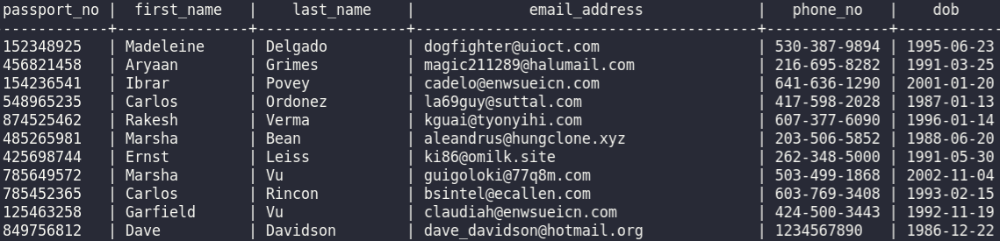 passport_no | first_name | last_name | email_address | phone_no | dob
------------+---------------+-----------------+---------------------------------------+--------------+------------
152348925 | Madeleine | Delgado | dogfighter@uioct.com | 530-387-9894 | 1995-06-23
456821458 | Aryaan | Grimes | magic211289@halumail.com | 216-695-8282 | 1991-03-25
154236541 | Ibrar | Povey | cadelo@enwsueicn.com | 641-636-1290 | 2001-01-20
548965235 | Carlos | Ordonez | la69guy@suttal.com | 417-598-2028 | 1987-01-13
874525462 | Rakesh | Verma | kguai@tyonyihi.com | 607-377-6090 | 1996-01-14
485265981 | Marsha | Bean | aleandrus@hungclone.xyz | 203-506-5852 | 1988-06-20
425698744 | Ernst | Leiss | ki86@omilk.site | 262-348-5000 | 1991-05-30
785649572 | Marsha | Vu | guigoloki@77q8m.com | 503-499-1868 | 2002-11-04
785452365 | Carlos | Rincon | bsintel@ecallen.com | 603-769-3408 | 1993-02-15
125463258 | Garfield | Vu | claudiah@enwsueicn.com | 424-500-3443 | 1992-11-19
849756812 | Dave | Davidson | dave_davidson@hotmail.org | 1234567890 | 1986-12-22